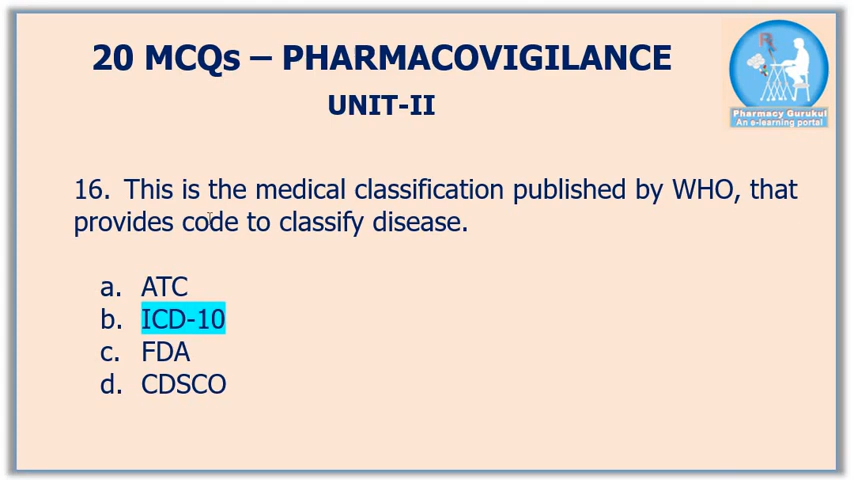 20 MCQs – PHARMACOVIGILANCE
UNIT-II
Pharmacy Gurukul
An e-learning portal
16. This is the medical classification published by WHO, that
provides code to classify disease.
a. ATC
b. ICD-10
c. FDA
d. CDSCO